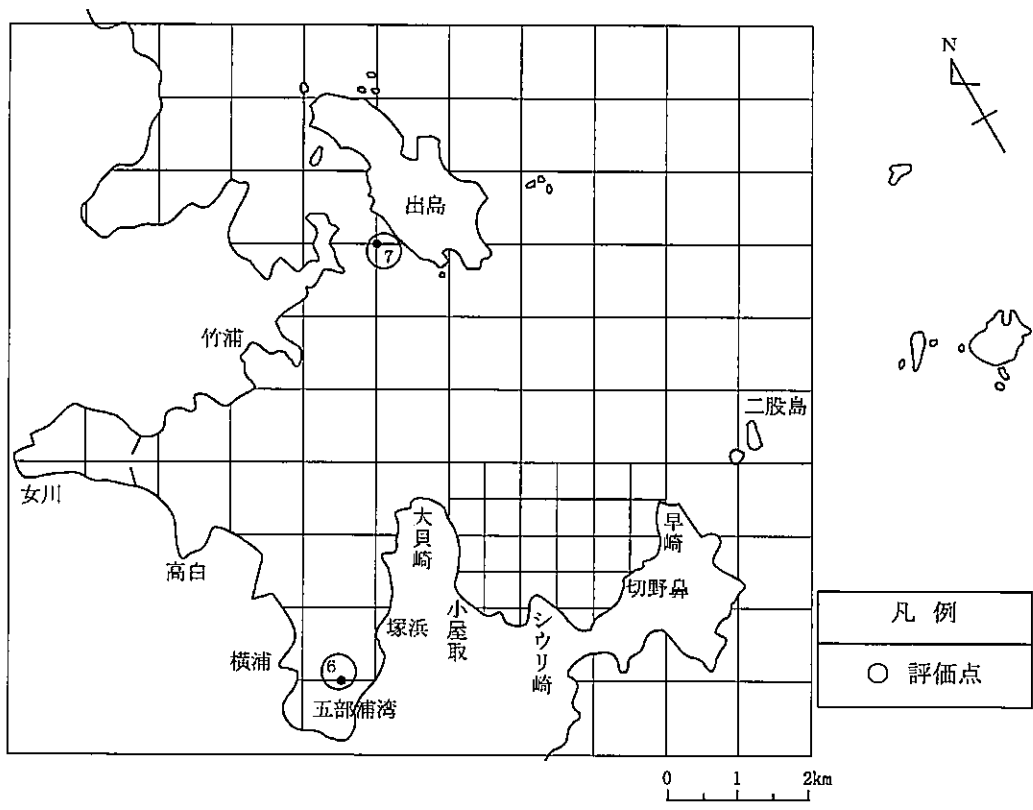 N
出島
7
竹浦
二股島
女川
大貝崎
早崎
高白
切野鼻
小屋取
シウリ崎
塚浜
横浦
6
五部浦湾
凡例
○ 評価点
0 1 2km